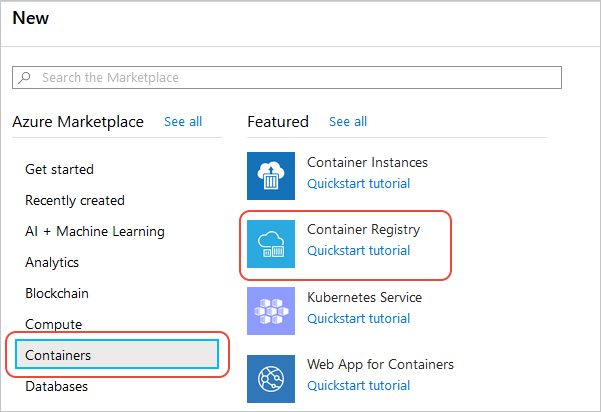 New
Search the Marketplace
Azure Marketplace See all
Get started
Recently created
AI + Machine Learning
Analytics
Blockchain
Compute
Containers
Databases
Featured See all
Container Instances
Quickstart tutorial
Container Registry
Quickstart tutorial
Kubernetes Service
Quickstart tutorial
Web App for Containers
Quickstart tutorial